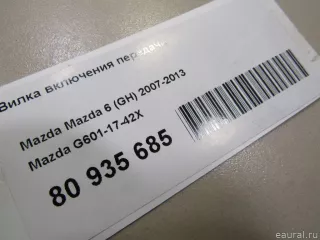 Вилка включения передач.
Mazda Mazda 6 (GH) 2007-2013
Mazda G601-17-42X
80 935 685
eaural.ru